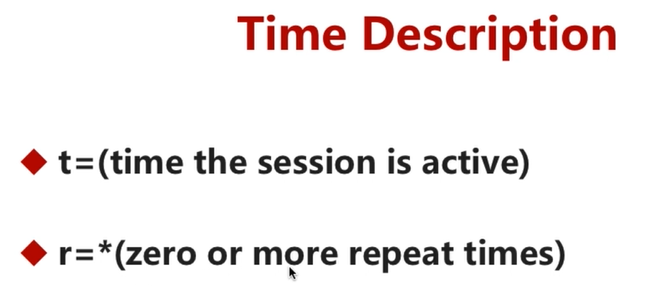 Time Description
t=(time the session is active)
r=*(zero or more repeat times)